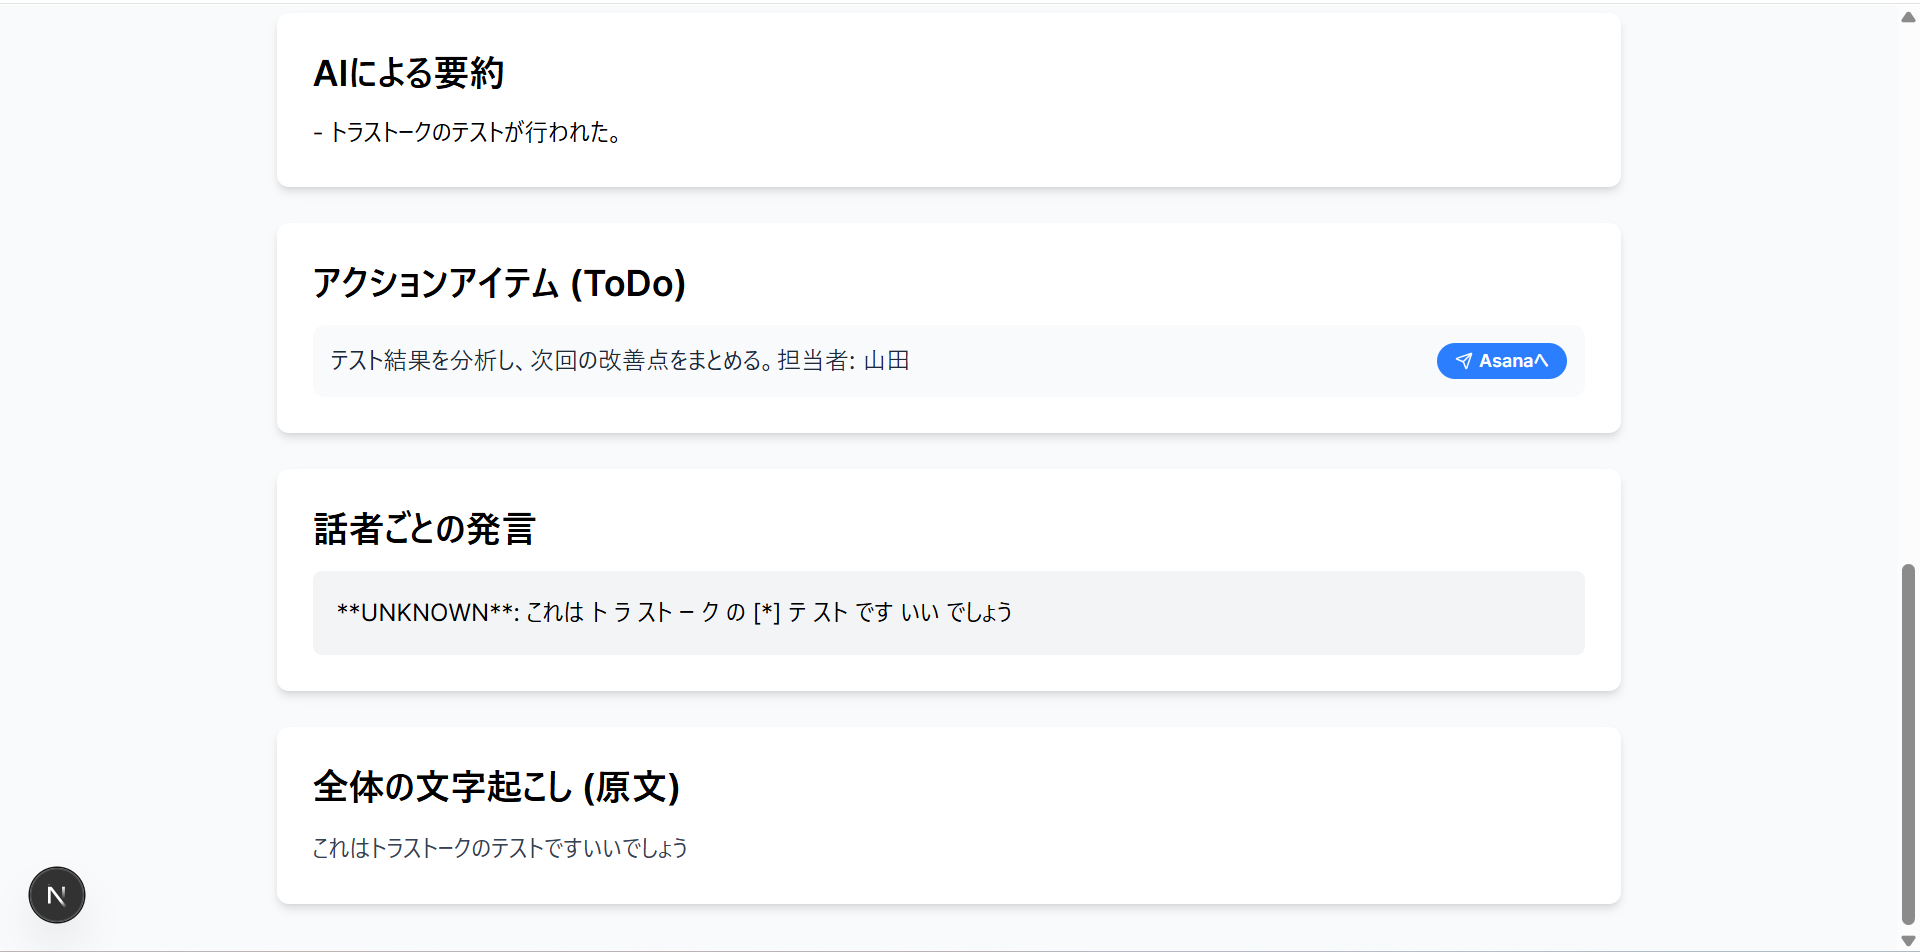 AIによる要約
- トラストークのテストが行われた。
アクションアイテム (ToDo)
テスト結果を分析し、次回の改善点をまとめる。担当者: 山田
Asanaへ
話者ごとの発言
**UNKNOWN**: これは ト ラ スト ー ク の [*] テ スト です いい でしょう
全体の文字起こし (原文)
これはトラストークのテストですいいでしょう
N